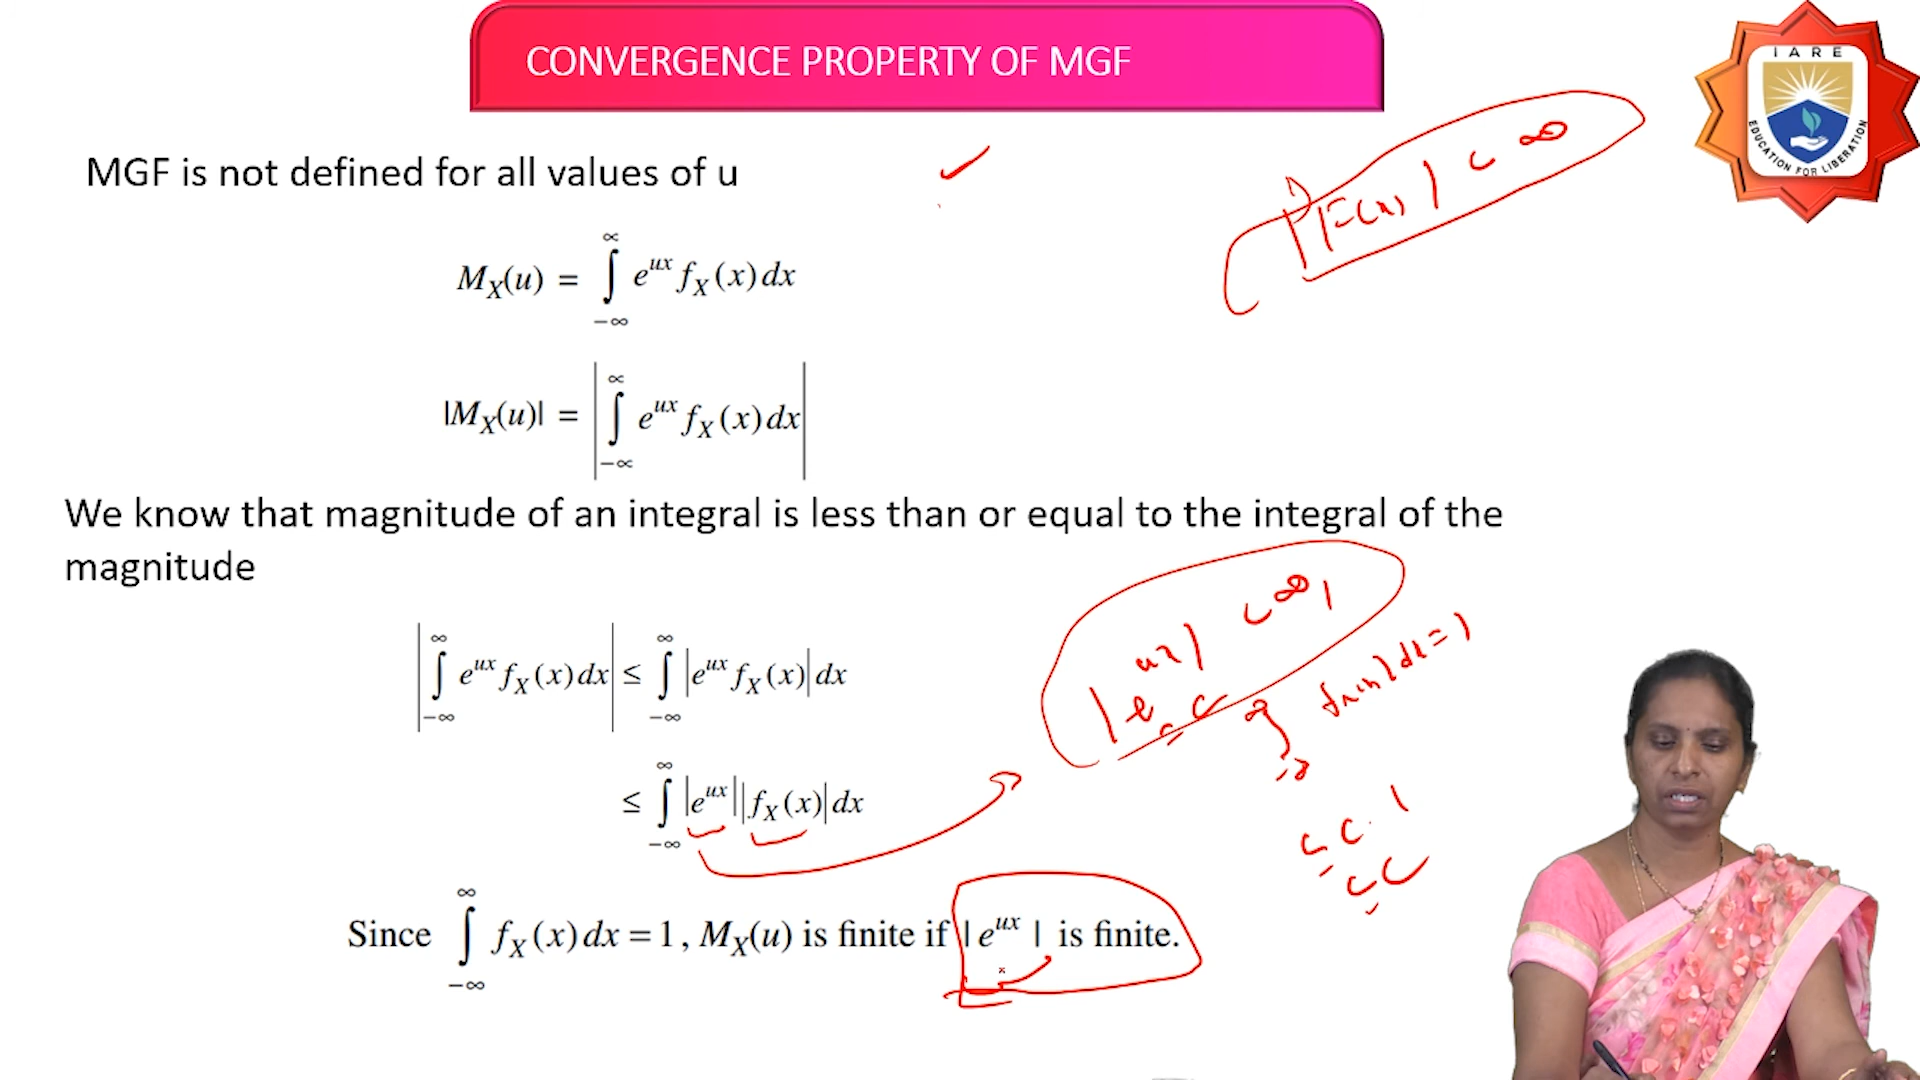 CONVERGENCE PROPERTY OF MGF
IARE
EDUCATION FOR LIBERATION
MGF is not defined for all values of u
|E(x)| < ∞
M_X(u) = ∫_{-∞}^{∝} e^{ux} f_X(x) dx
|M_X(u)| = |∫_{-∝}^{∝} e^{ux} f_X(x) dx|
We know that magnitude of an integral is less than or equal to the integral of the
magnitude
|∫_{-∞}^{∞} e^{ux} f_X(x) dx| ≤ ∫_{-∞}^{∞} |e^{ux} f_X(x)| dx
|e^{ux}| < ∞
≤ ∫_{-∞}^{∞} |e^{ux}| |f_X(x)| dx
Since ∫_{-∞}^{∞} f_X(x) dx = 1, M_X(u) is finite if | e^{ux} | is finite.